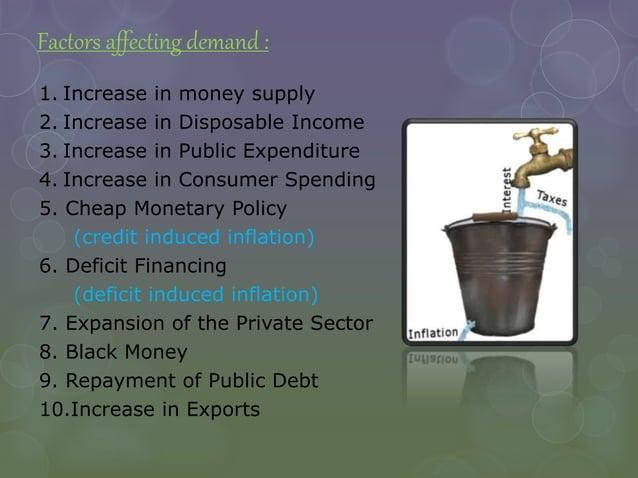 Factors affecting demand :
1. Increase in money supply
2. Increase in Disposable Income
3. Increase in Public Expenditure
4. Increase in Consumer Spending
5. Cheap Monetary Policy
(credit induced inflation)
6. Deficit Financing
(deficit induced inflation)
7. Expansion of the Private Sector
8. Black Money
9. Repayment of Public Debt
10.Increase in Exports
Interest
Taxes
Inflation